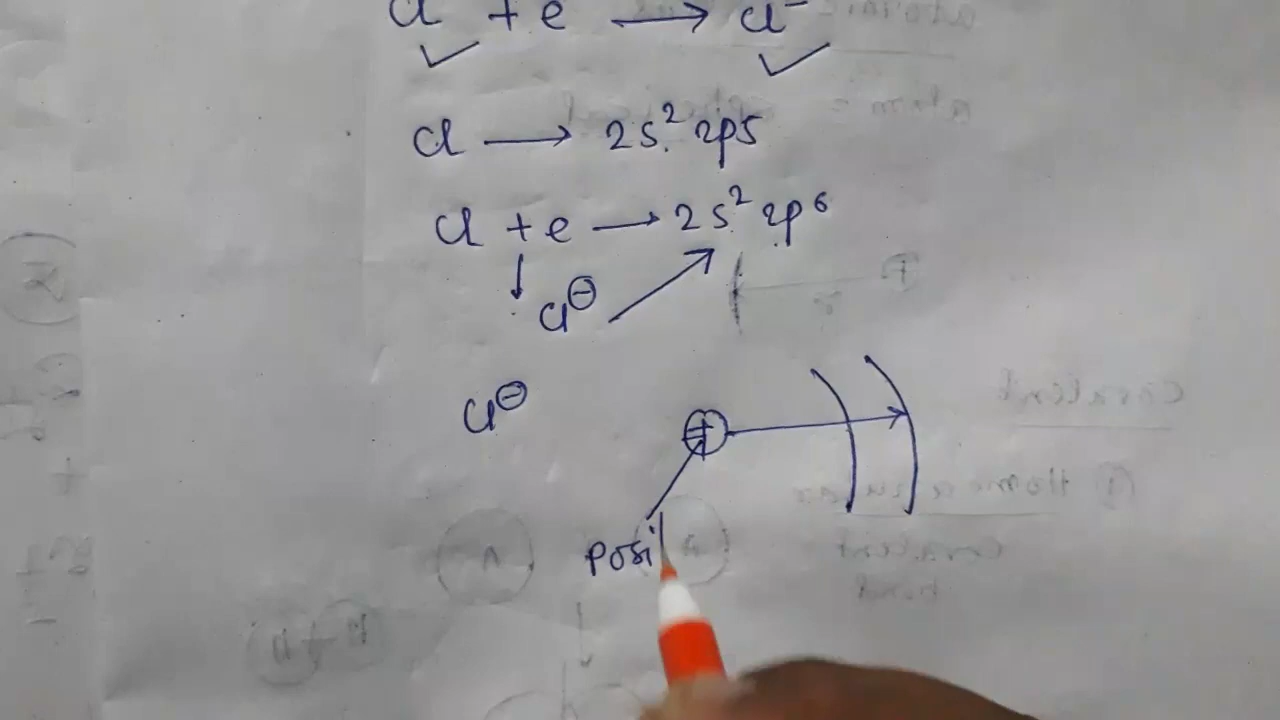 Cl + e ⟶ Cl⁻
Cl ⟶ 2s² 2p5
Cl + e ⟶ 2s² 2p⁶
Cl⊖
Cl⊖
+
posi